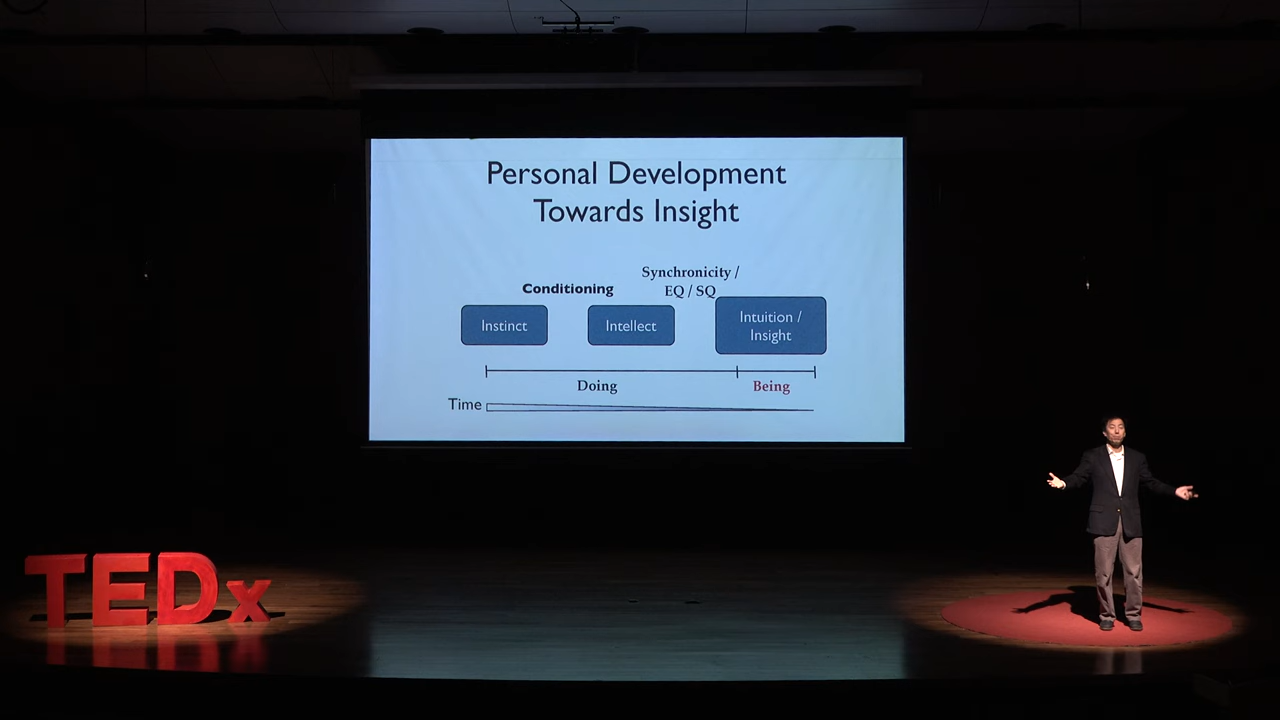 Personal Development
Towards Insight
Synchronicity /
EQ / SQ
Conditioning
Instinct
Intellect
Intuition /
Insight
Doing
Being
Time
TEDx